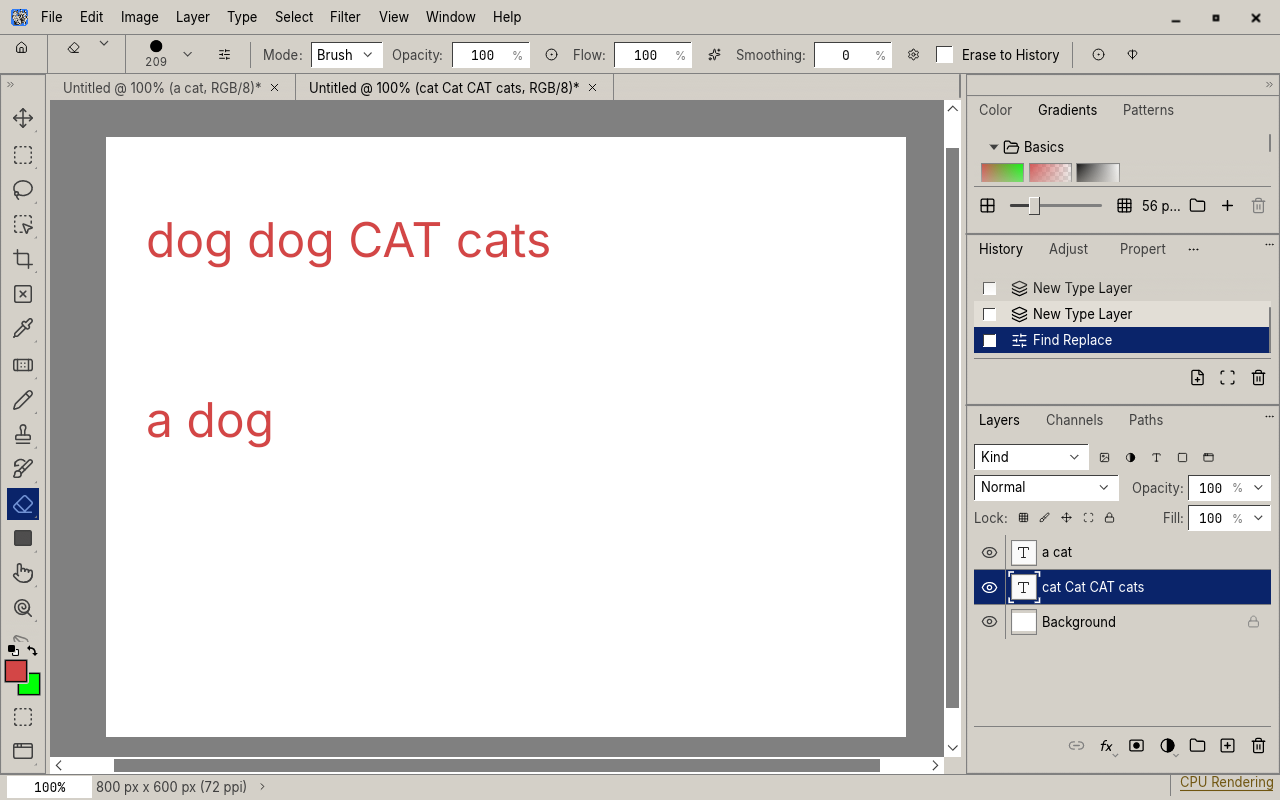 File Edit Image Layer Type Select Filter View Window Help
209 Mode: Brush Opacity: 100 % Flow: 100 % Smoothing: 0 % Erase to History
Untitled @ 100% (a cat, RGB/8)* Untitled @ 100% (cat Cat CAT cats, RGB/8)*
dog dog CAT cats
a dog
Color Gradients Patterns
Basics
56 p...
History Adjust Propert
New Type Layer
New Type Layer
Find Replace
Layers Channels Paths
Kind
Normal Opacity: 100 %
Lock: Fill: 100 %
a cat
cat Cat CAT cats
Background
100% 800 px x 600 px (72 ppi)
CPU Rendering